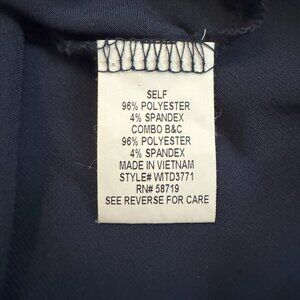 SELF
96% POLYESTER
4% SPANDEX
COMBO B&C
96% POLYESTER
4% SPANDEX
MADE IN VIETNAM
STYLE# WITD3771
RN# 58719
SEE REVERSE FOR CARE